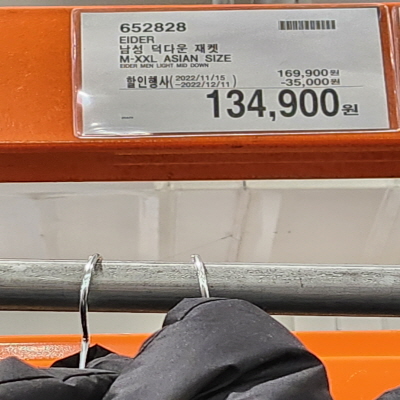 652828
EIDER
남성 덕다운 재켓
M-XXL ASIAN SIZE
EIDER MEN LIGHT MID DOWN
169,900원
할인행사(2022/11/15 -35,000원
-2022/12/11)
134,900원